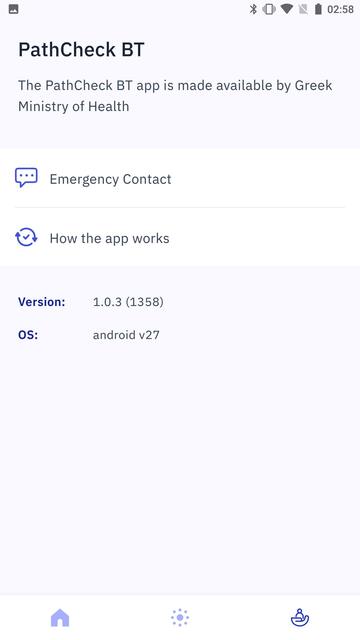 02:58
PathCheck BT
The PathCheck BT app is made available by Greek
Ministry of Health
Emergency Contact
How the app works
Version: 1.0.3 (1358)
OS: android v27